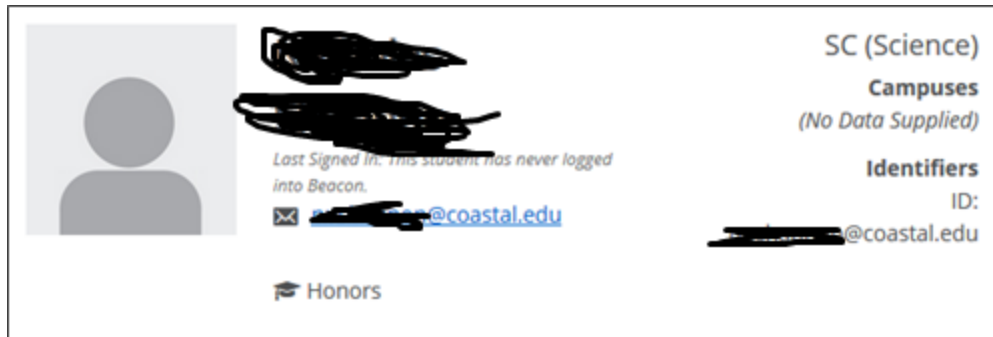 SC (Science)
Campuses
(No Data Supplied)
Last Signed In: This student has never logged
into Beacon.
Identifiers
ID:
@coastal.edu
@coastal.edu
Honors